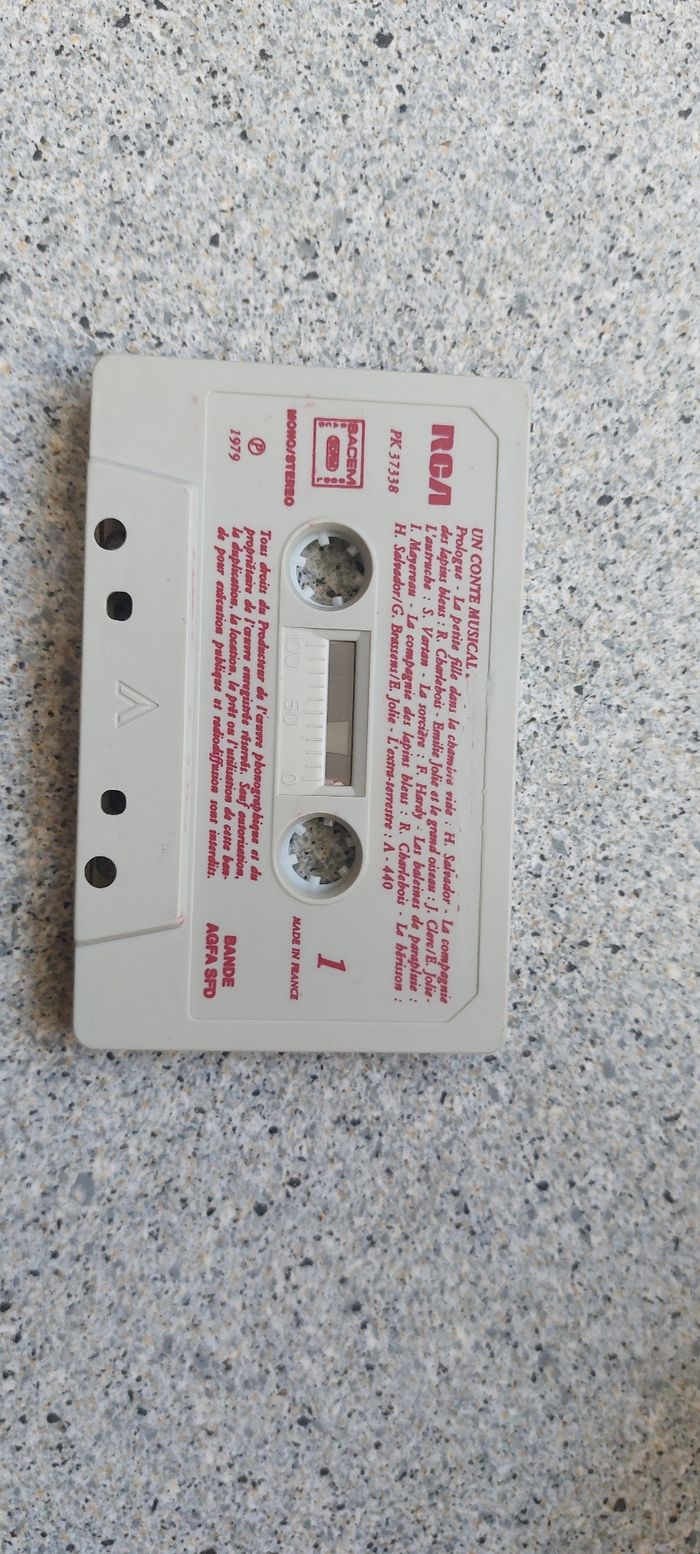 RCA
PK 37338
UN CONTE MUSICAL.
Prologue - La petite fille dans la chambre vide : H. Salvador - La compagnie
des lapins bleus : R. Charlebois - Emilie Jolie et le grand oiseau : J. Clerc/E. Jolie -
L'autruche : S. Vartan - La sorcière : F. Hardy - Les baleines de parapluie :
I. Mayereau - La compagnie des lapins bleus : R. Charlebois - Le hérisson :
H. Salvador/G. Brassens/E. Jolie - L'extra-terrestre : A - 440
SACEM
MONO/STEREO
℗
1979
100 50 0
1
MADE IN FRANCE
Tous droits du Producteur de l'œuvre phonographique et du
propriétaire de l'œuvre enregistrée réservés. Sauf autorisation,
la duplication, la location, le prêt ou l'utilisation de cette ban-
de pour exécution publique et radiodiffusion sont interdits.
BANDE
AGFA SFD